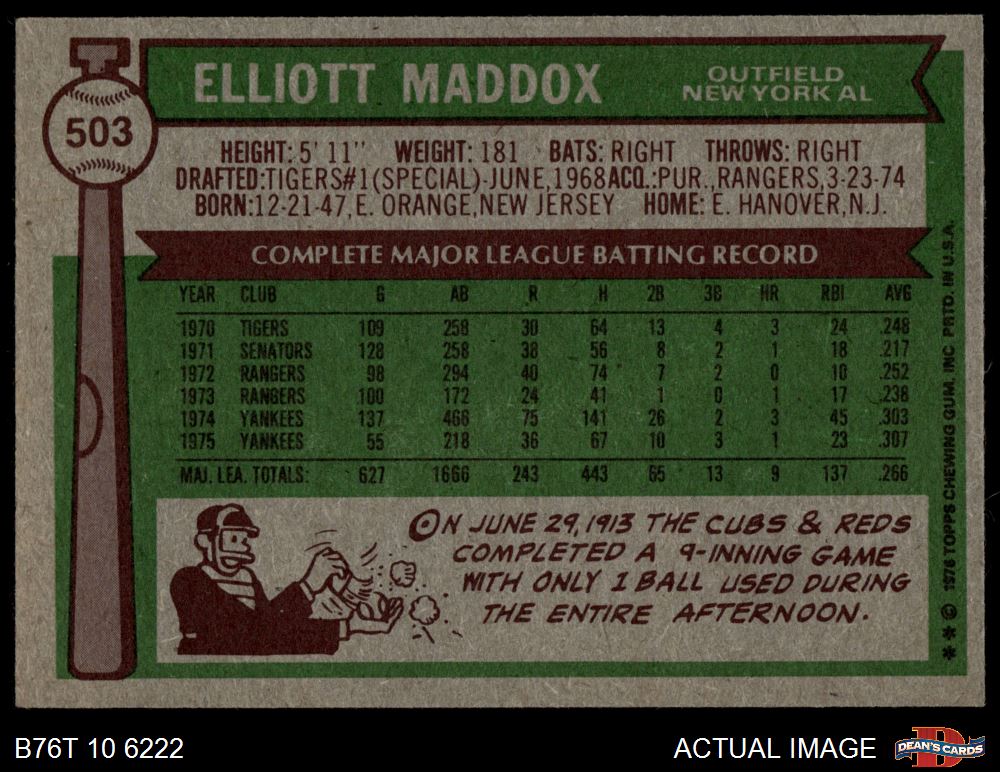 503
ELLIOTT MADDOX
OUTFIELD
NEW YORK AL
HEIGHT: 5' 11" WEIGHT: 181 BATS: RIGHT THROWS: RIGHT
DRAFTED:TIGERS#1(SPECIAL)-JUNE,1968 ACQ.:PUR.,RANGERS,3-23-74
BORN:12-21-47,E. ORANGE,NEW JERSEY HOME: E. HANOVER,N.J.
COMPLETE MAJOR LEAGUE BATTING RECORD
YEAR CLUB G AB R H 2B 3B HR RBI AVG
1970 TIGERS 109 258 30 64 13 4 3 24 .248
1971 SENATORS 128 258 38 56 8 2 1 18 .217
1972 RANGERS 98 294 40 74 7 2 0 10 .252
1973 RANGERS 100 172 24 41 1 0 1 17 .238
1974 YANKEES 137 466 75 141 26 2 3 45 .303
1975 YANKEES 55 218 36 67 10 3 1 23 .307
MAJ. LEA. TOTALS: 627 1666 243 443 65 13 9 137 .266
ON JUNE 29, 1913 THE CUBS & REDS
COMPLETED A 9-INNING GAME
WITH ONLY 1 BALL USED DURING
THE ENTIRE AFTERNOON.
** © 1976 TOPPS CHEWING GUM, INC PRTD. IN U.S.A.
B76T 10 6222
ACTUAL IMAGE
D
DEAN'S CARDS